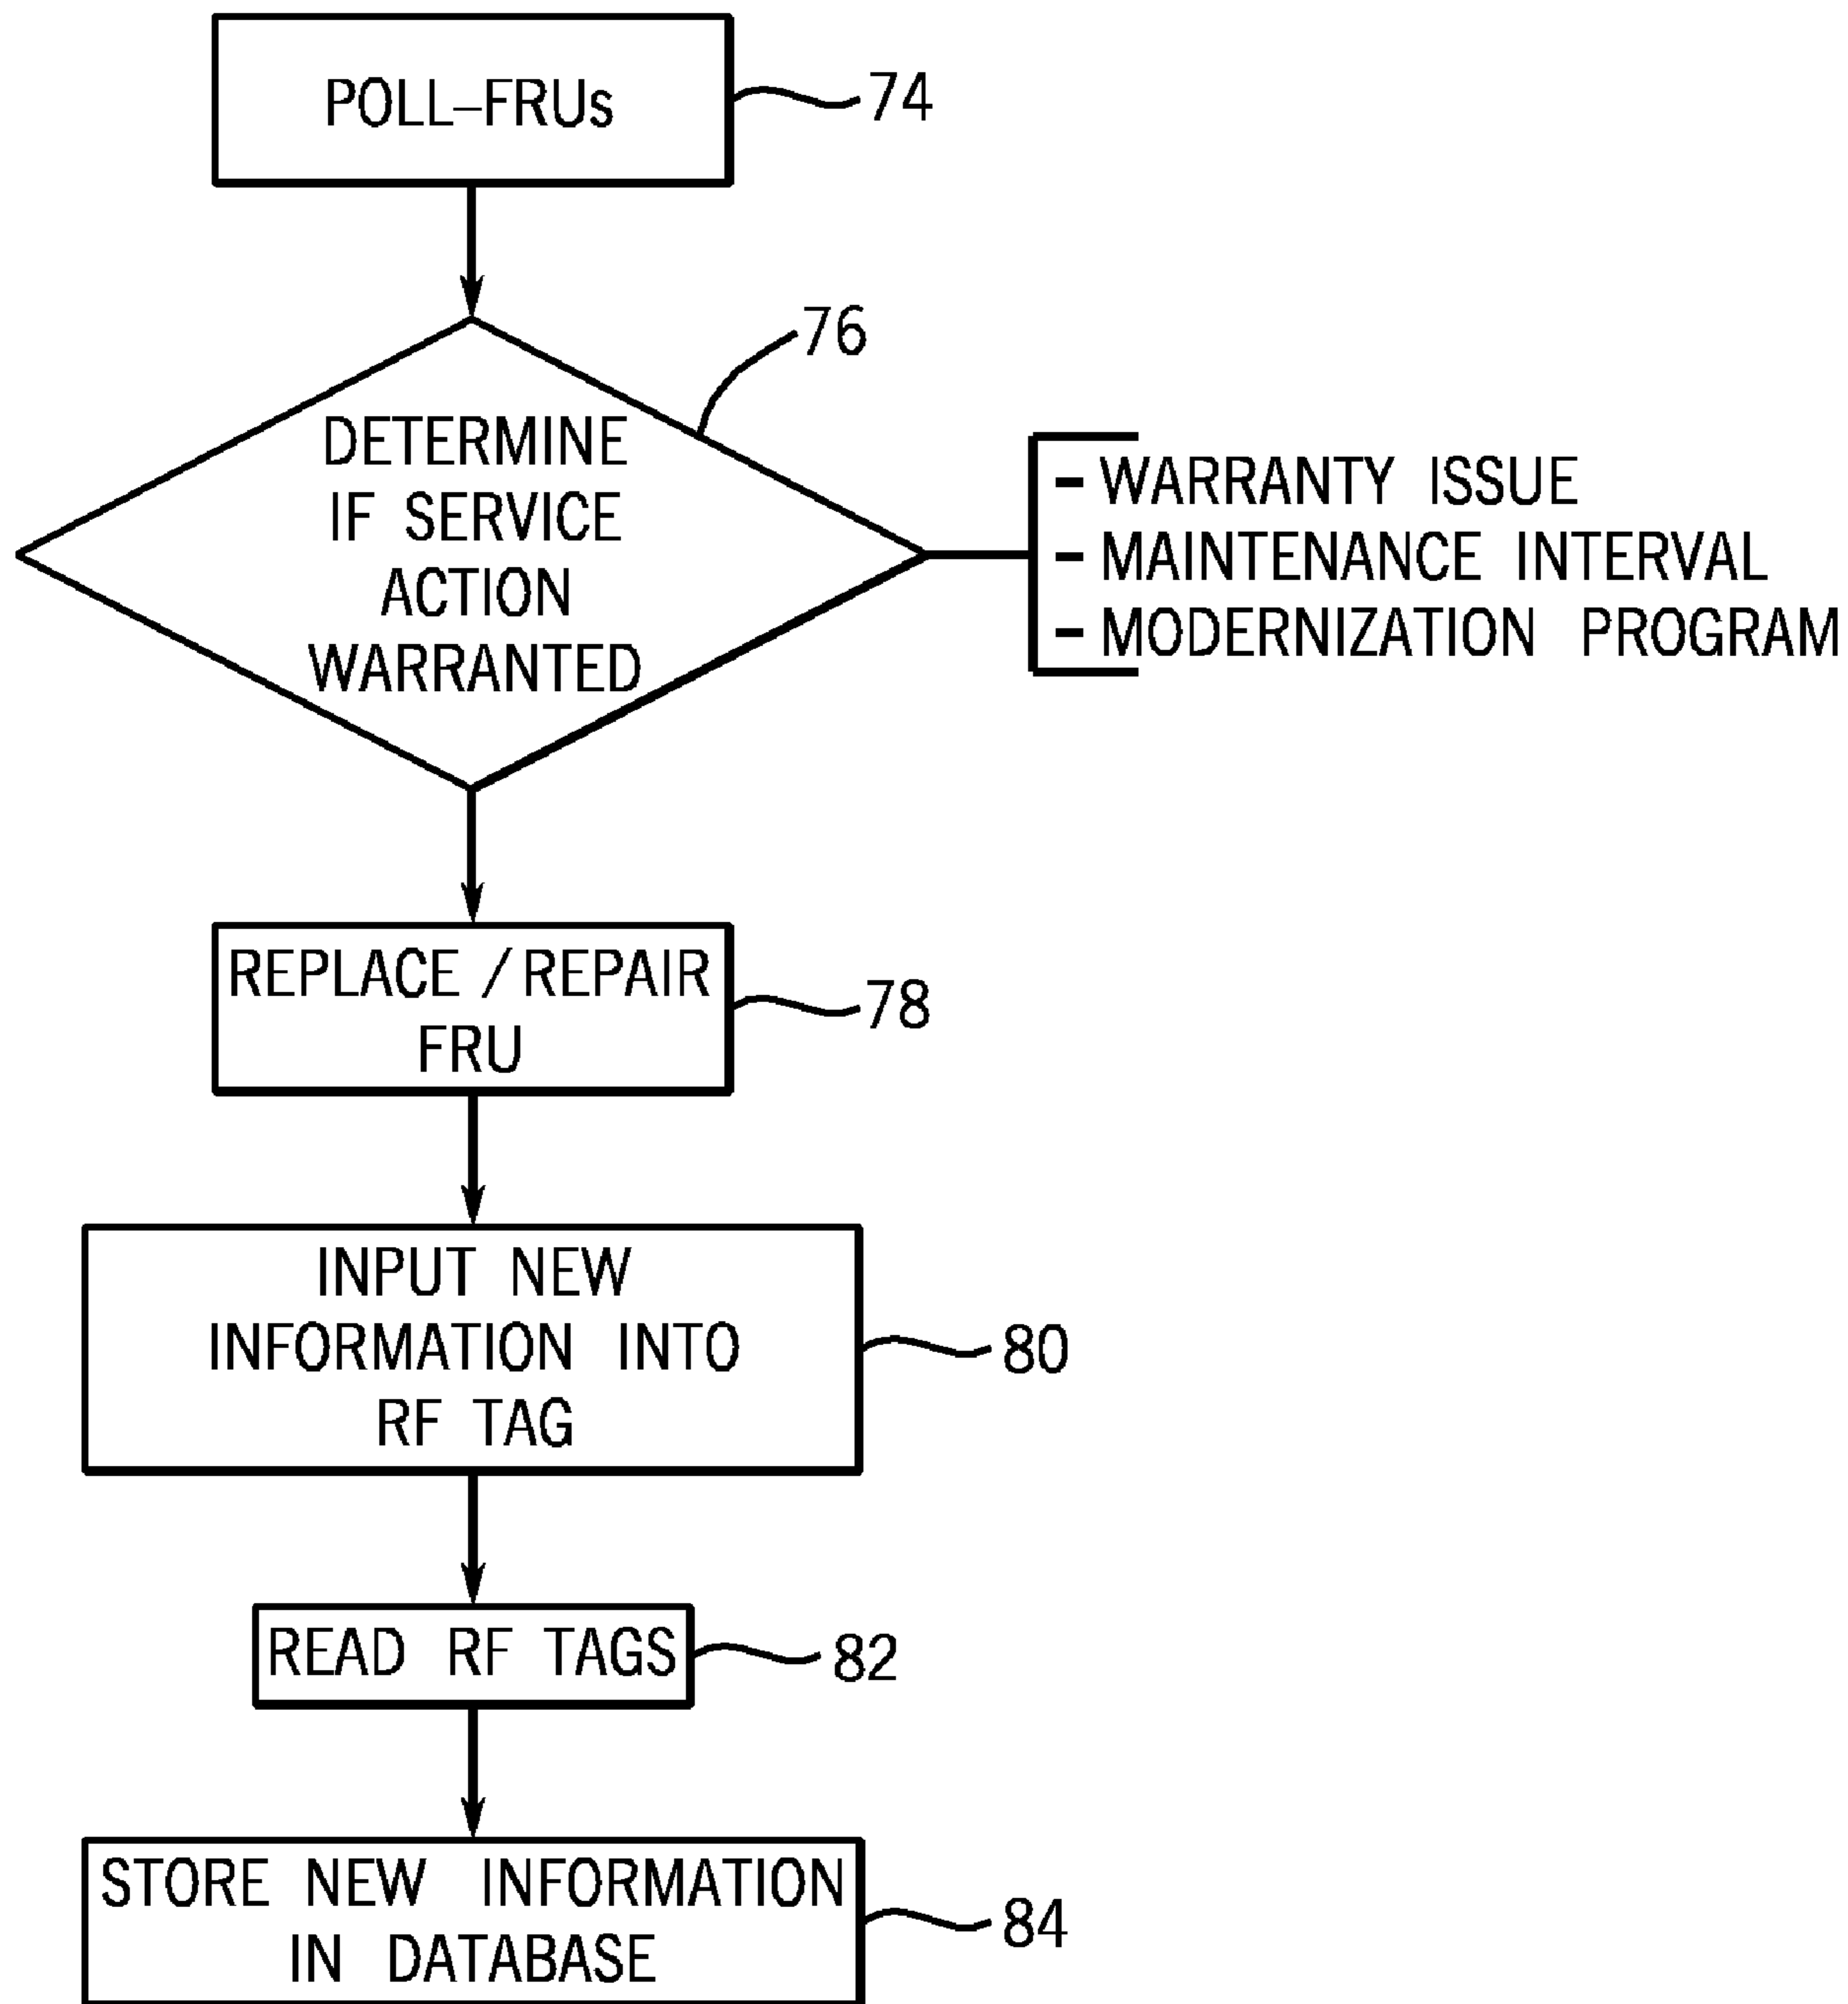 POLL-FRUs
74
76
DETERMINE
IF SERVICE
ACTION
WARRANTED
- WARRANTY ISSUE
- MAINTENANCE INTERVAL
- MODERNIZATION PROGRAM
REPLACE / REPAIR
FRU
78
INPUT NEW
INFORMATION INTO
RF TAG
80
READ RF TAGS
82
STORE NEW INFORMATION
IN DATABASE
84